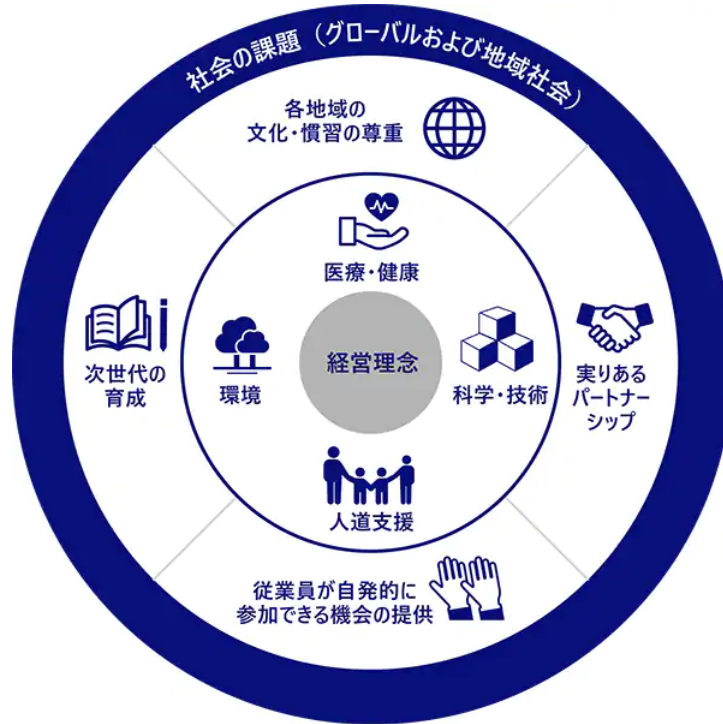 社会の課題（グローバルおよび地域社会）
各地域の
文化・慣習の尊重
医療・健康
次世代の
育成
環境
経営理念
科学・技術
実りある
パートナー
シップ
人道支援
従業員が自発的に
参加できる機会の提供